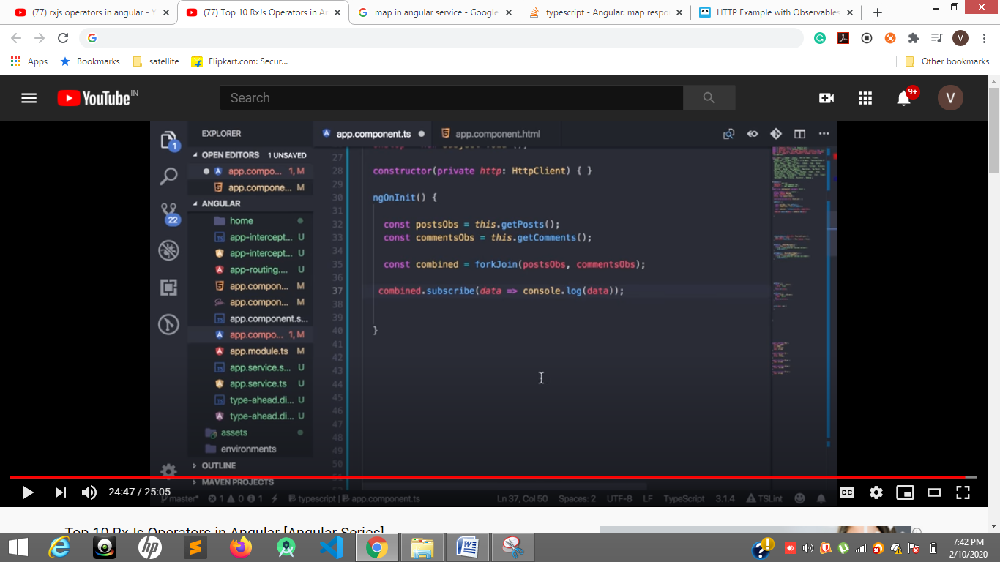 (77) rxjs operators in angular - Y
(77) Top 10 RxJs Operators in A
map in angular service - Google
typescript - Angular: map respo
HTTP Example with Observables
V
Apps
Bookmarks
satellite
Flipkart.com: Secur...
Other bookmarks
YouTube IN
Search
9+
V
EXPLORER
app.component.ts
app.component.html
1
OPEN EDITORS 1 UNSAVED
app.compo... 1, M
app.compone... M
ANGULAR
22
home
app-intercept... U
app-intercept... U
app-routing.... U
app.compon... M
app.compon... M
app.component.s...
app.compo... 1, M
app.module.ts M
app.service.s... U
app.service.ts U
type-ahead.di... U
type-ahead.di... U
assets
environments
OUTLINE
MAVEN PROJECTS
27
28 constructor(private http: HttpClient) { }
29
30 ngOnInit() {
31
32 const postsObs = this.getPosts();
33 const commentsObs = this.getComments();
34
35 const combined = forkJoin(postsObs, commentsObs);
36
37 combined.subscribe(data => console.log(data));
38
39
40 }
41
42
43
44
45
46
47
48
49
50
24:47 / 25:05
CC
master* 1 0 1 typescript | app.component.ts Ln 37, Col 50 Spaces: 2 UTF-8 LF TypeScript 3.1.4 TSLint
Top 10 RxJs Operators in Angular [Angular Series]
7:42 PM
2/10/2020